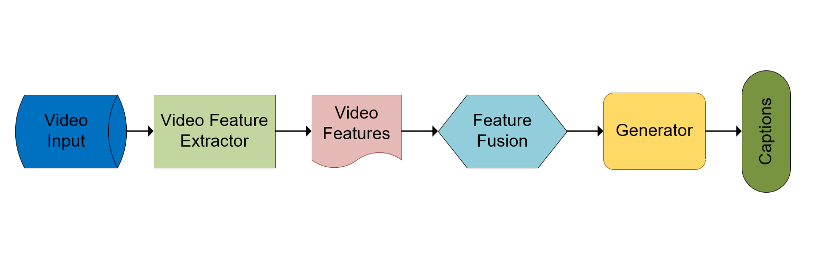 Video
Input
Video Feature
Extractor
Video
Features
Feature
Fusion
Generator
Captions